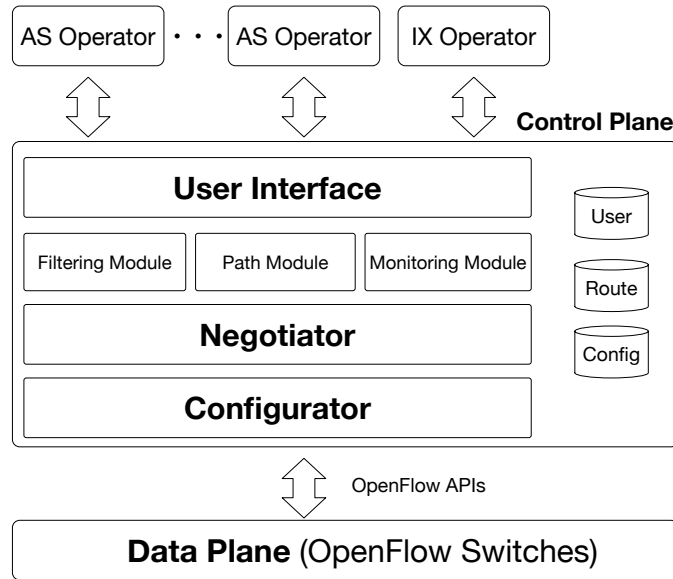 AS Operator · · · AS Operator IX Operator
Control Plane
User Interface
User
Filtering Module Path Module Monitoring Module
Route
Negotiator
Config
Configurator
OpenFlow APIs
Data Plane (OpenFlow Switches)